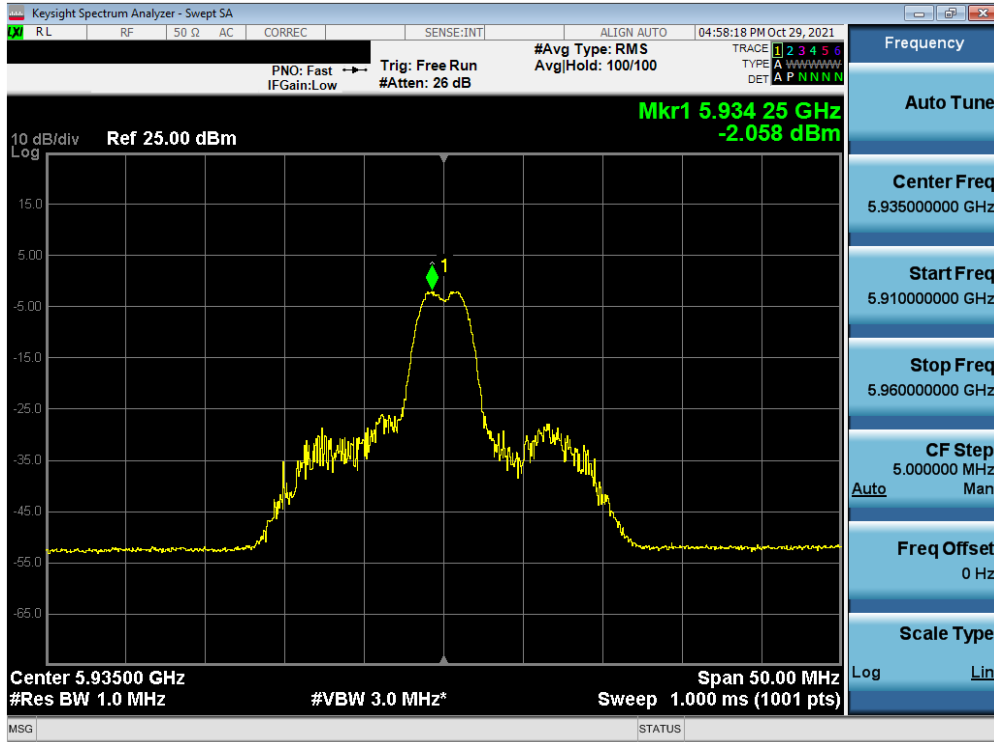 Keysight Spectrum Analyzer - Swept SA
LXI RL RF 50 Ω AC CORREC SENSE:INT ALIGN AUTO 04:58:18 PM Oct 29, 2021
Frequency
#Avg Type: RMS TRACE 1 2 3 4 5 6
PNO: Fast Trig: Free Run Avg|Hold: 100/100 TYPE A WWWWW
IFGain:Low #Atten: 26 dB DET A P N N N N
Auto Tune
Mkr1 5.934 25 GHz
-2.058 dBm
10 dB/div Ref 25.00 dBm
Log
15.0
5.00
-5.00
-15.0
-25.0
-35.0
-45.0
-55.0
-65.0
1
Center Freq
5.935000000 GHz
Start Freq
5.910000000 GHz
Stop Freq
5.960000000 GHz
CF Step
5.000000 MHz
Auto Man
Freq Offset
0 Hz
Scale Type
Log Lin
Center 5.93500 GHz Span 50.00 MHz
#Res BW 1.0 MHz #VBW 3.0 MHz* Sweep 1.000 ms (1001 pts)
MSG STATUS